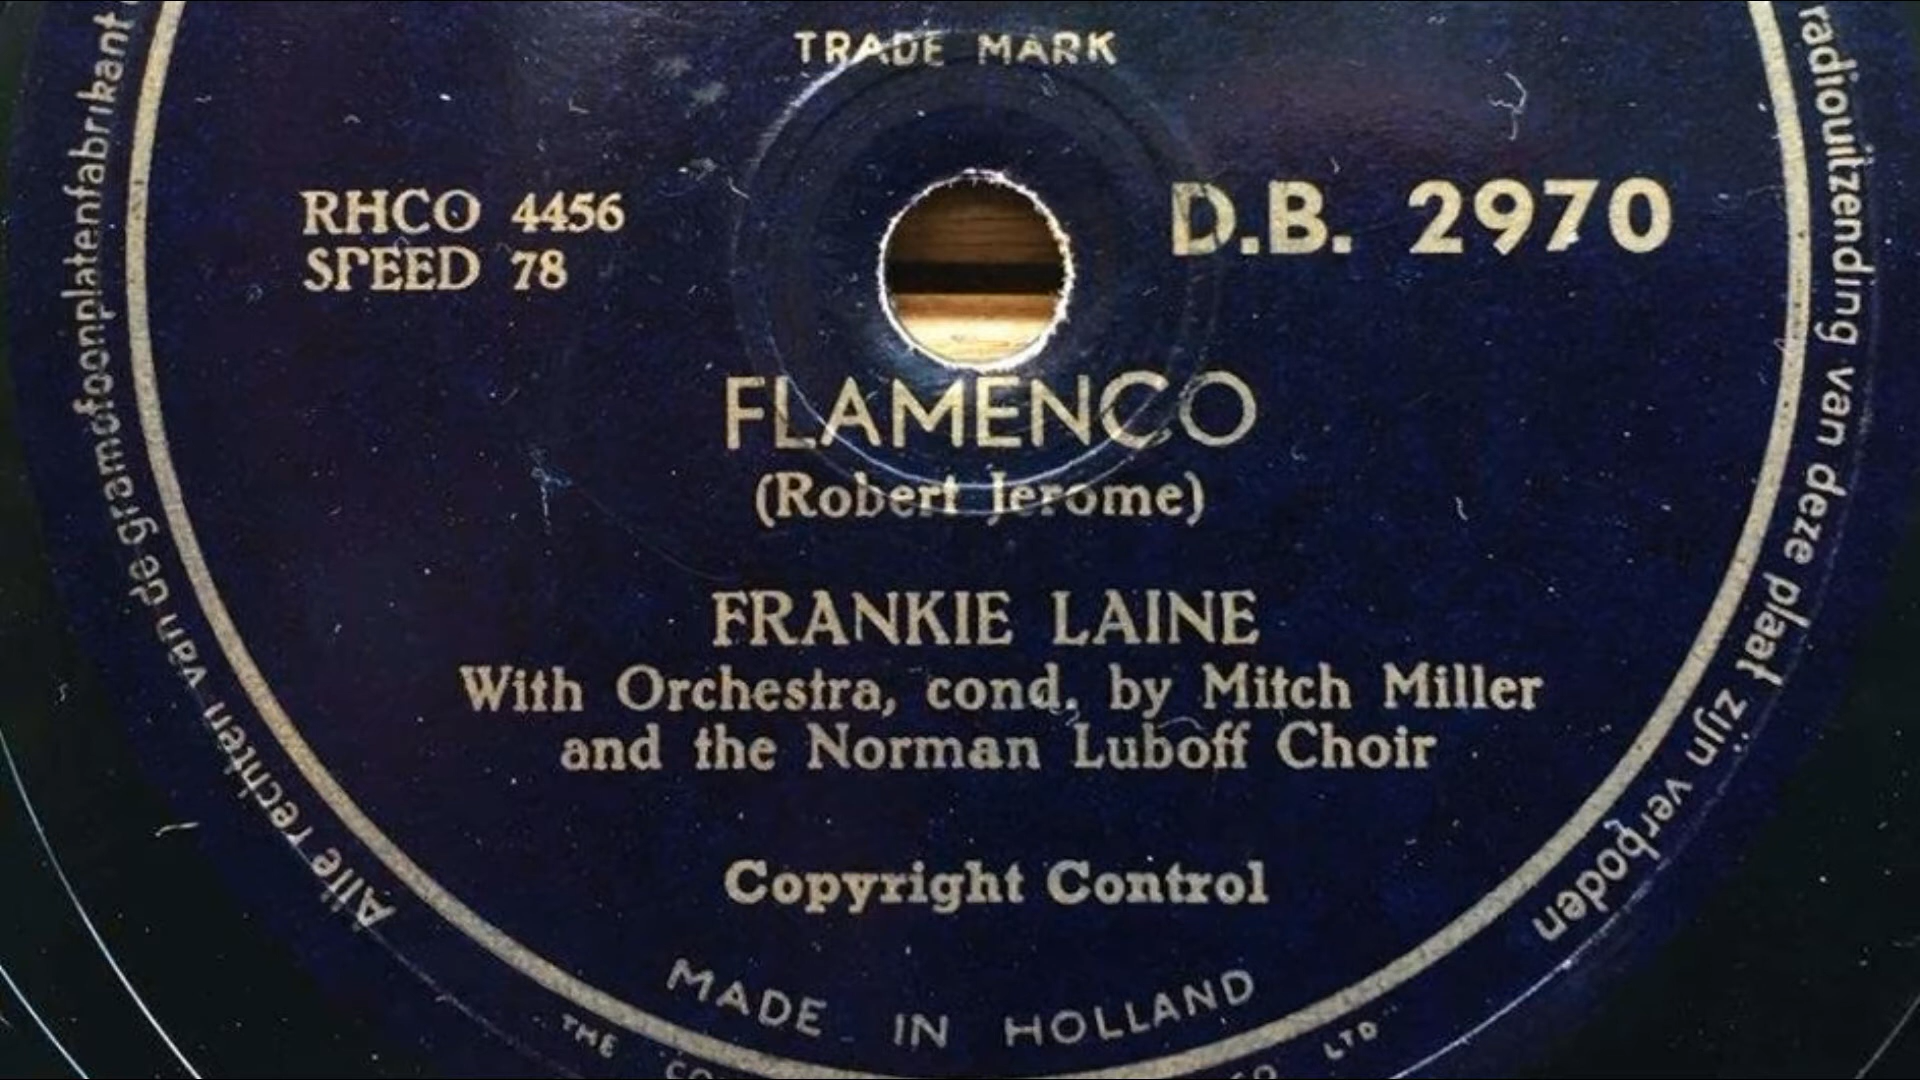 TRADE MARK
RHCO 4456
SPEED 78
D.B. 2970
FLAMENCO
(Robert Jerome)
FRANKIE LAINE
With Orchestra, cond. by Mitch Miller
and the Norman Luboff Choir
Copyright Control
MADE IN HOLLAND
Alle rechten van de gramofoonplatenfabrikant
radiouitzending van deze plaat zijn verboden
THE
LTD